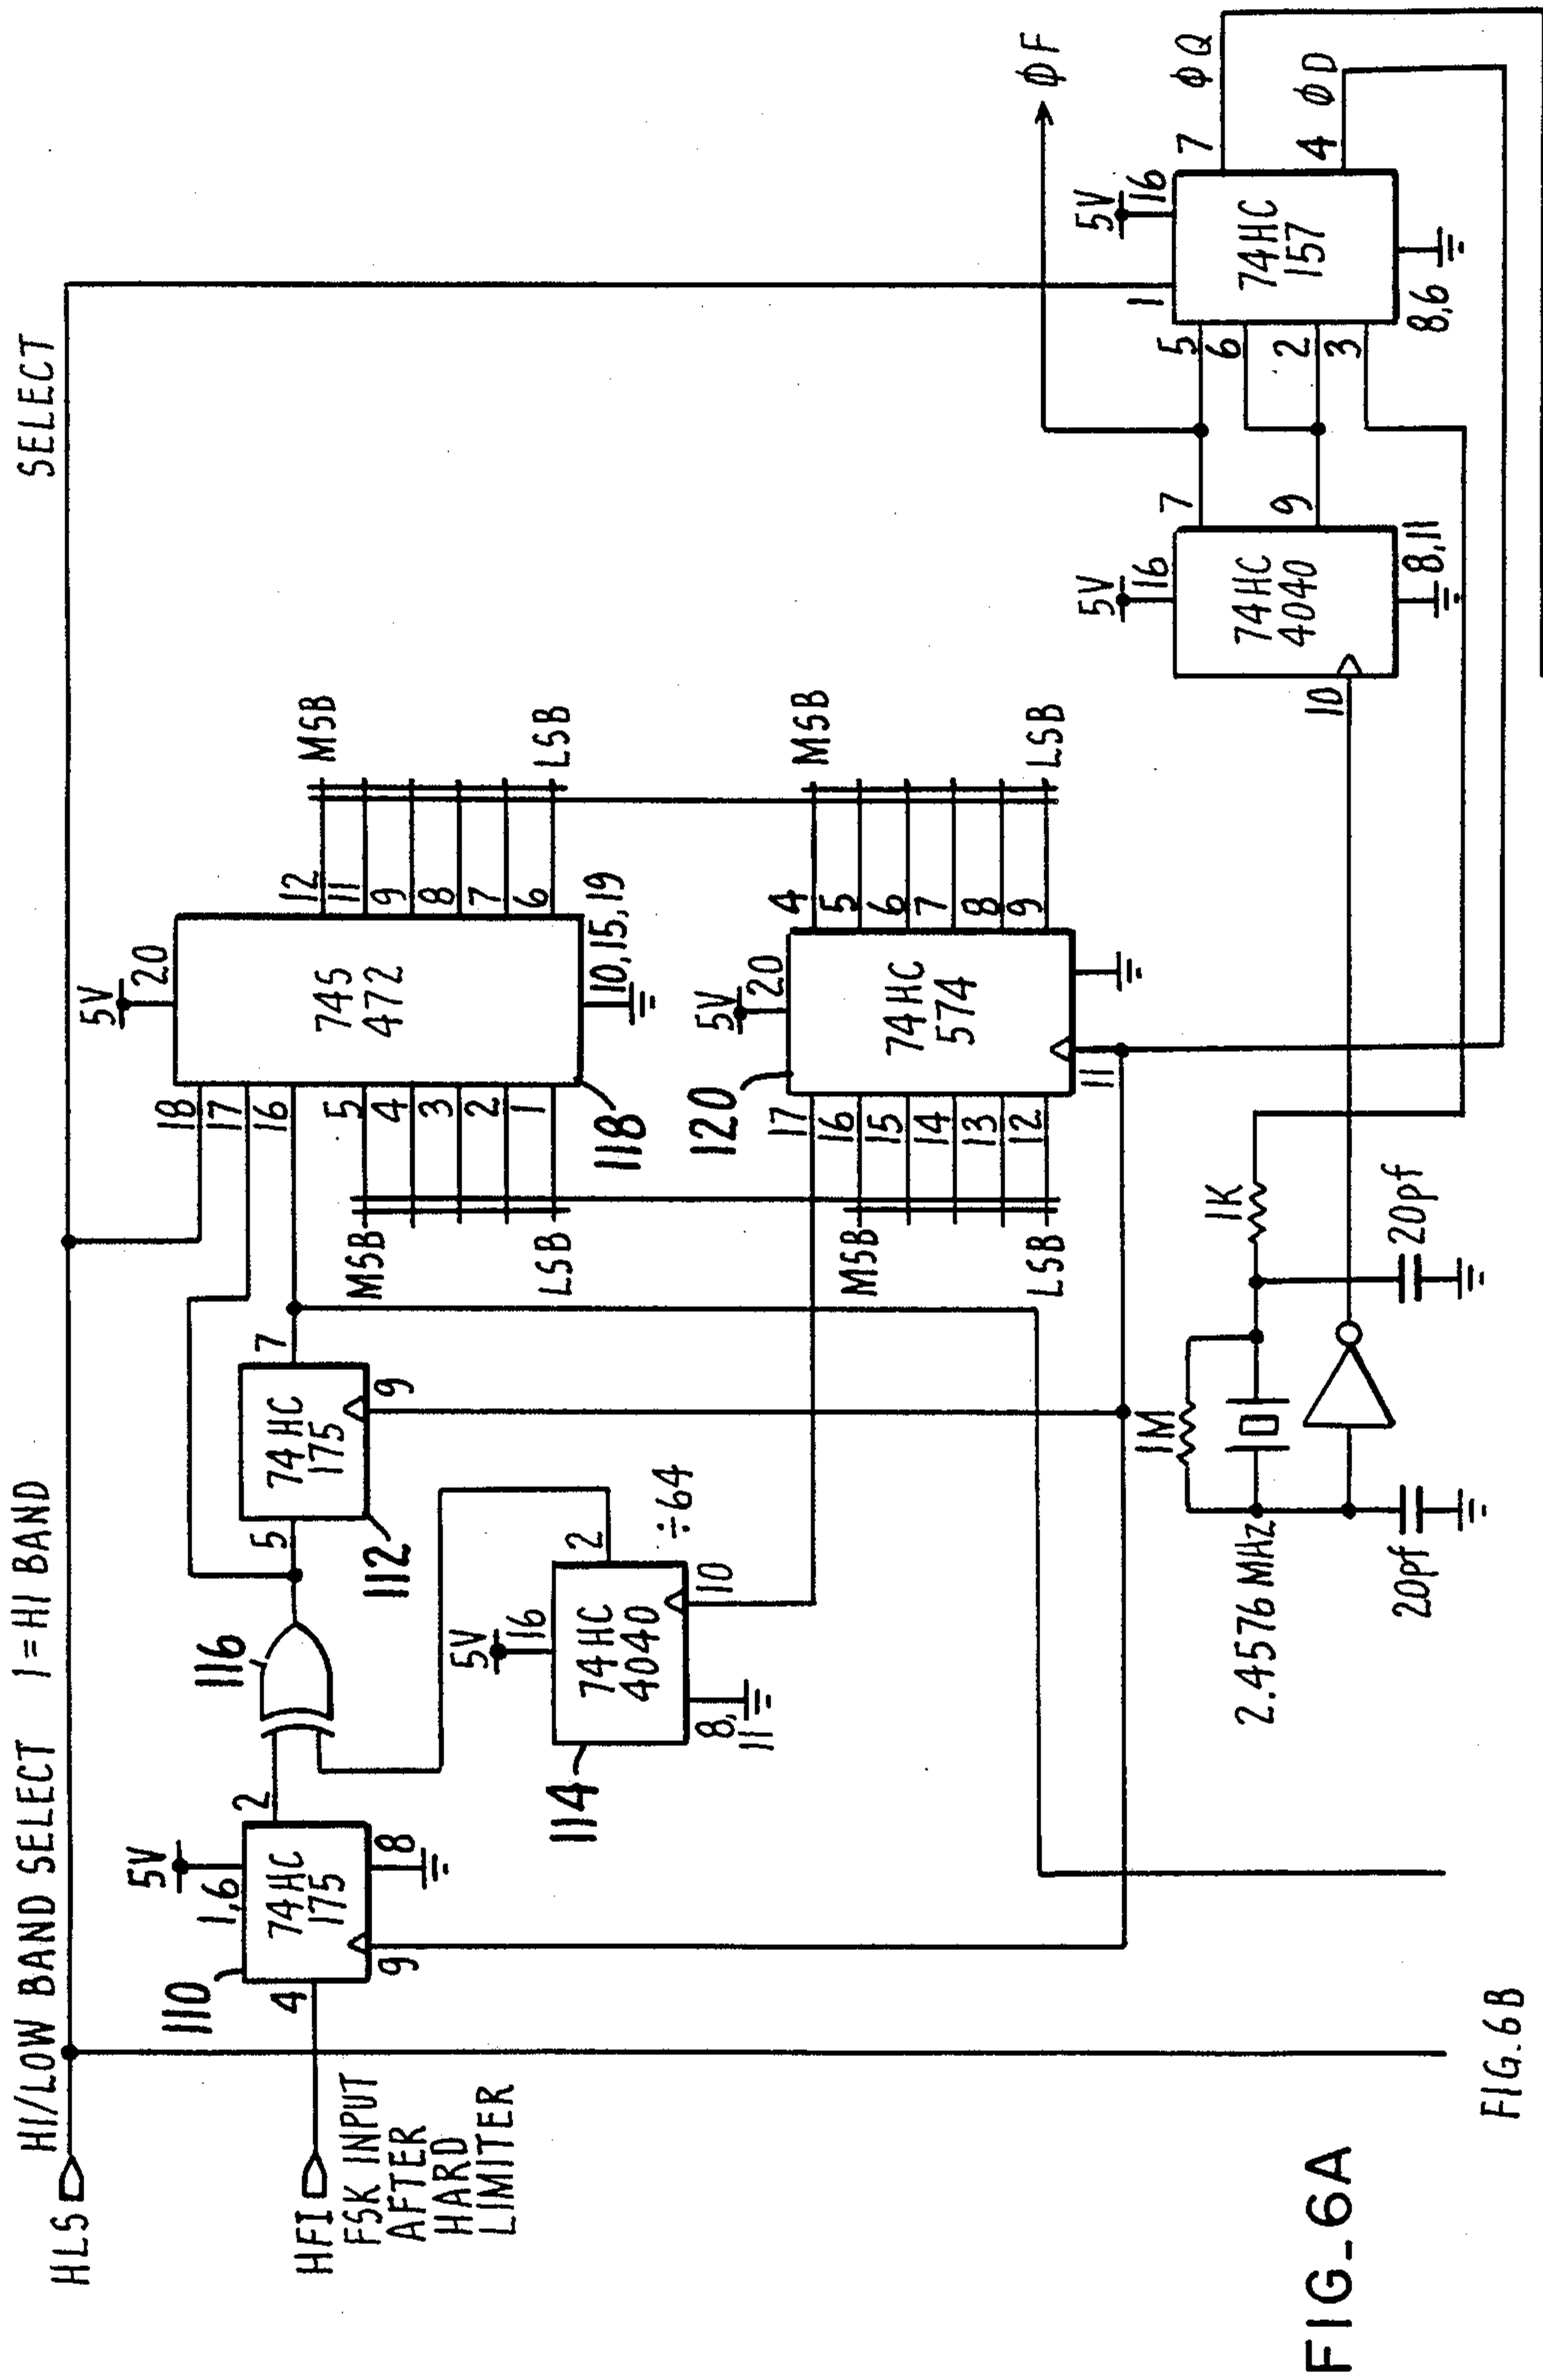 HI/LOW BAND SELECT 1=HI BAND
SELECT
HLS
HFI
FSK INPUT
AFTER
HARD
LIMITER
110
4
5V
1,6
74HC
175
9
8
2
116
5
74HC
175
112
9
7
114
5V
16
74HC
4040
8,
11
10
2
÷64
18
17
16
5
4
3
2
1
MSB
LSB
118
5V
20
74S
472
10,15,19
12
11
9
8
7
6
MSB
LSB
120
17
16
15
14
13
12
MSB
LSB
5V
20
74HC
574
11
4
5
6
7
8
9
MSB
LSB
2.4576 MHz
1M
1K
20pf
20pf
10
5V
16
74HC
4040
8,11
7
9
ΦF
5
6
2
3
1
5V
16
74HC
157
8,6
7
ΦQ
4
ΦD
FIG_6A
FIG_6B